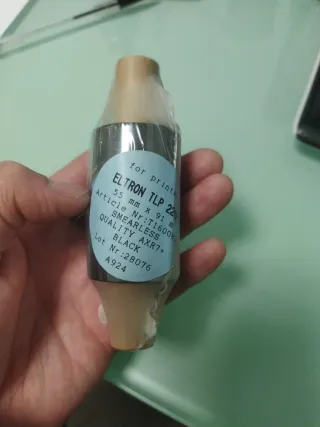 for print
ELTRON TLP 22
55 mm x 91 m
Article Nr:T1600
SMEARLESS
QUALITY AXR7+
BLACK
Lot Nr:28076
A924